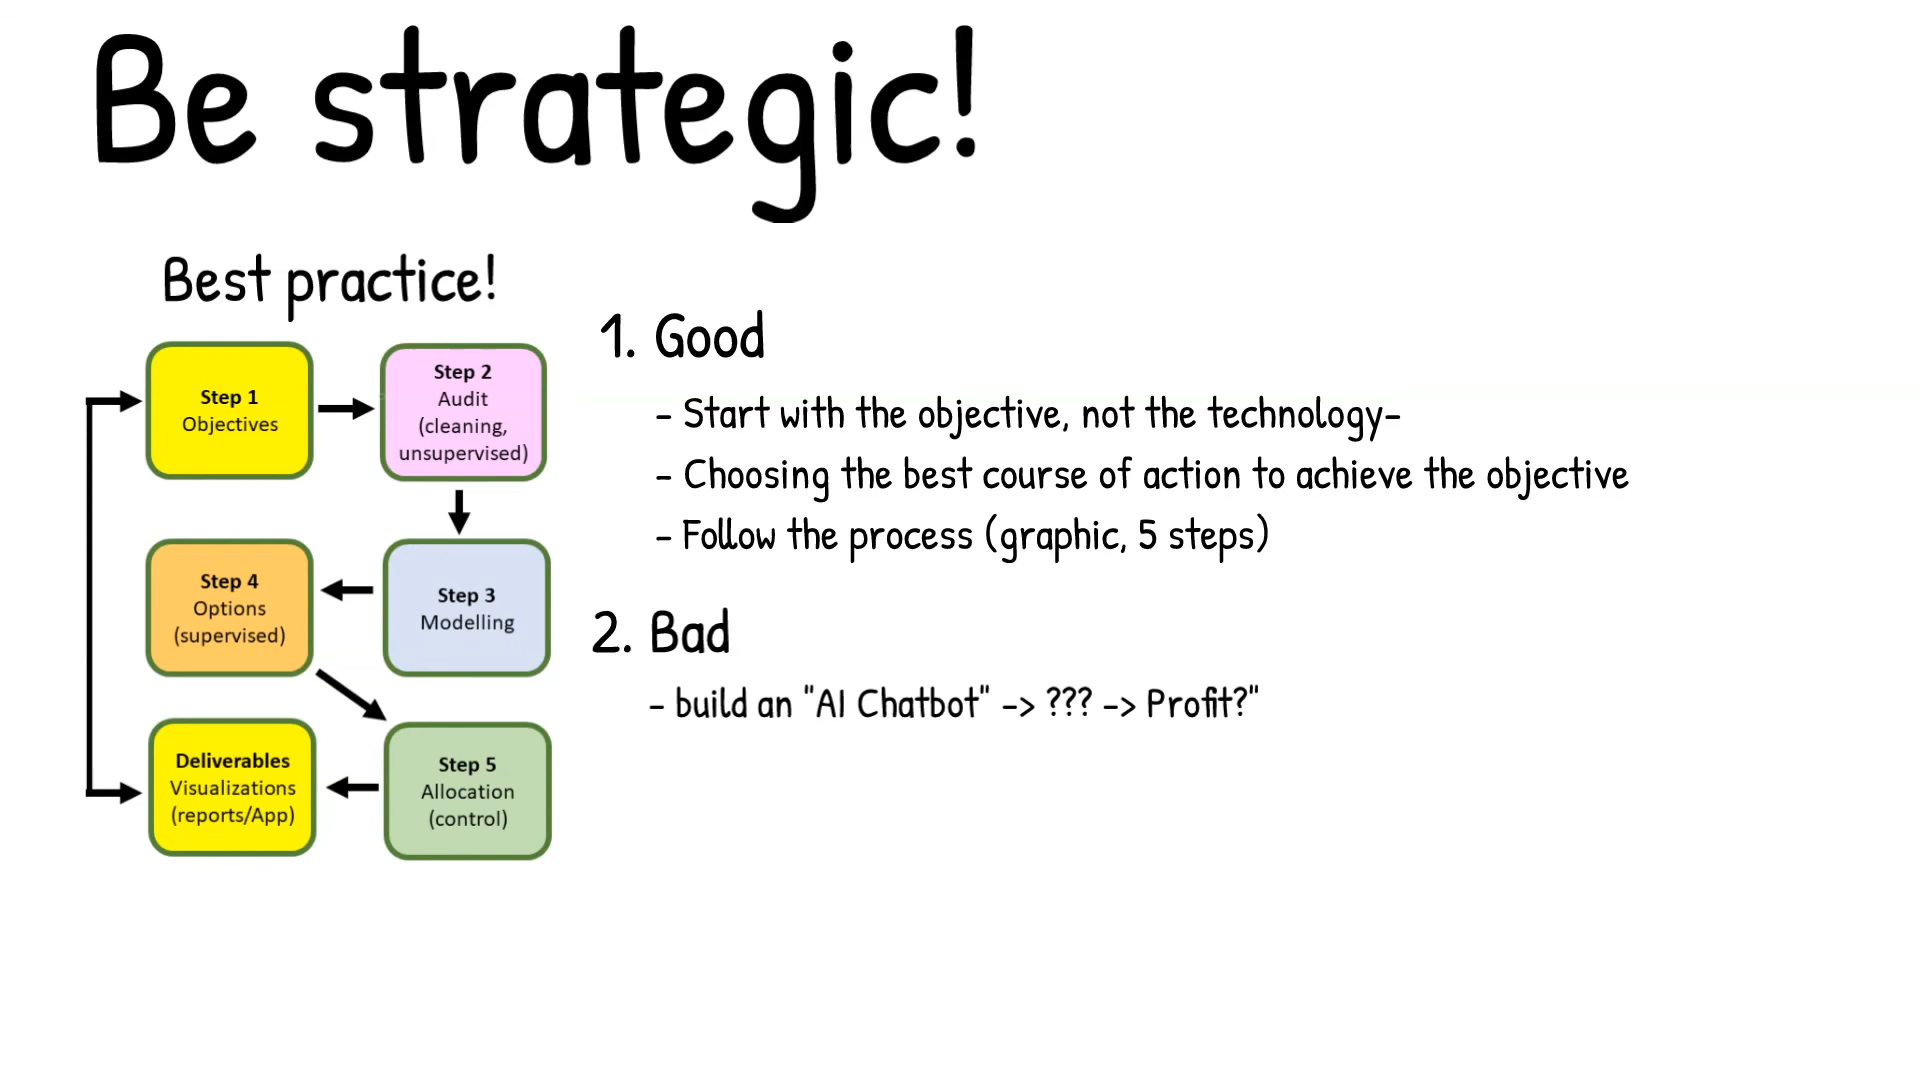 Be strategic!
Best practice!
Step 1
Objectives
Step 2
Audit
(cleaning,
unsupervised)
Step 4
Options
(supervised)
Step 3
Modelling
Deliverables
Visualizations
(reports/App)
Step 5
Allocation
(control)
1. Good
- Start with the objective, not the technology-
- Choosing the best course of action to achieve the objective
- Follow the process (graphic, 5 steps)
2. Bad
- build an "AI Chatbot" -> ??? -> Profit?"